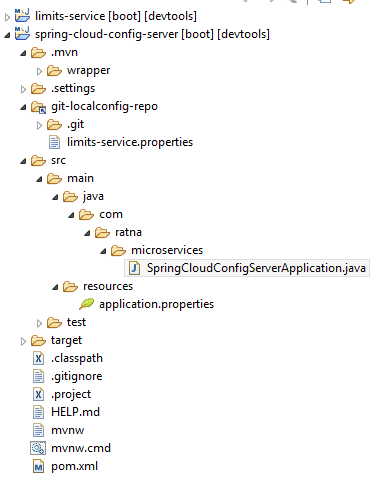 limits-service [boot] [devtools]
spring-cloud-config-server [boot] [devtools]
.mvn
wrapper
.settings
git-localconfig-repo
.git
limits-service.properties
src
main
java
com
ratna
microservices
SpringCloudConfigServerApplication.java
resources
application.properties
test
target
.classpath
.gitignore
.project
HELP.md
mvnw
mvnw.cmd
pom.xml